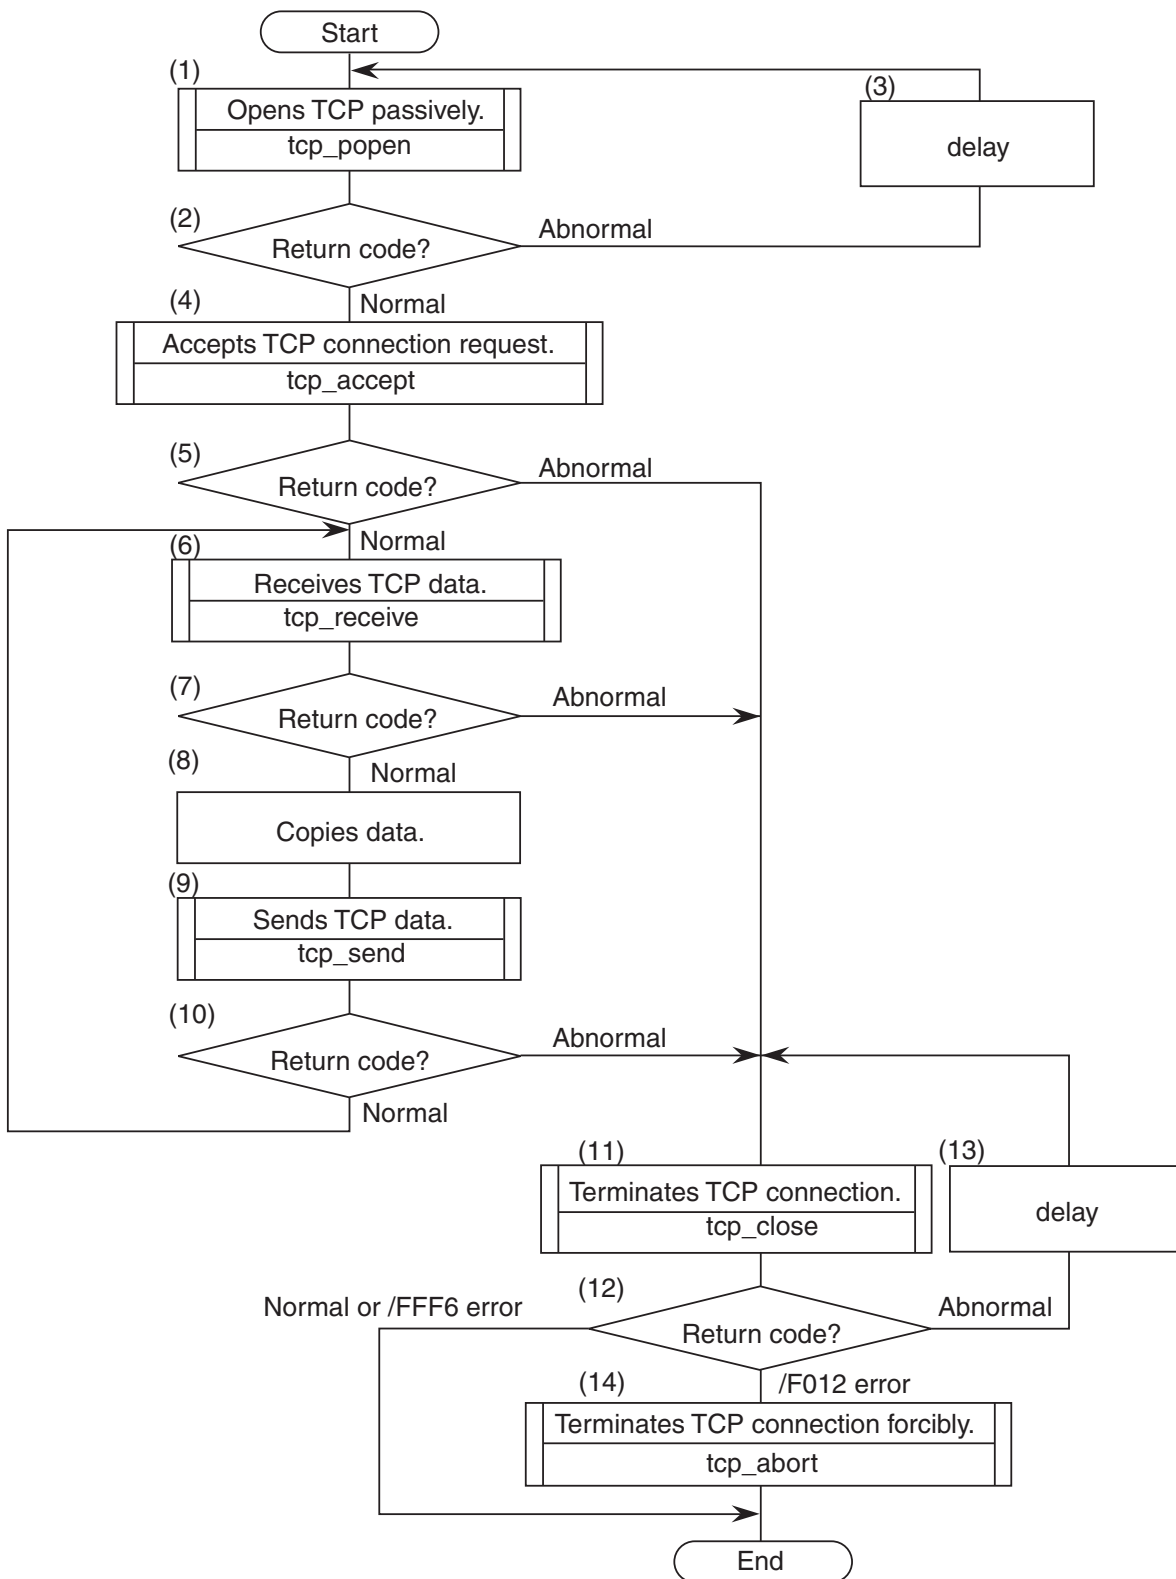 Start
(1)
Opens TCP passively.
tcp_popen
(3)
delay
(2)
Return code?
Abnormal
Normal
(4)
Accepts TCP connection request.
tcp_accept
(5)
Return code?
Abnormal
Normal
(6)
Receives TCP data.
tcp_receive
(7)
Return code?
Abnormal
Normal
(8)
Copies data.
(9)
Sends TCP data.
tcp_send
(10)
Return code?
Abnormal
Normal
(11)
Terminates TCP connection.
tcp_close
(13)
delay
(12)
Return code?
Normal or /FFF6 error
Abnormal
/F012 error
(14)
Terminates TCP connection forcibly.
tcp_abort
End